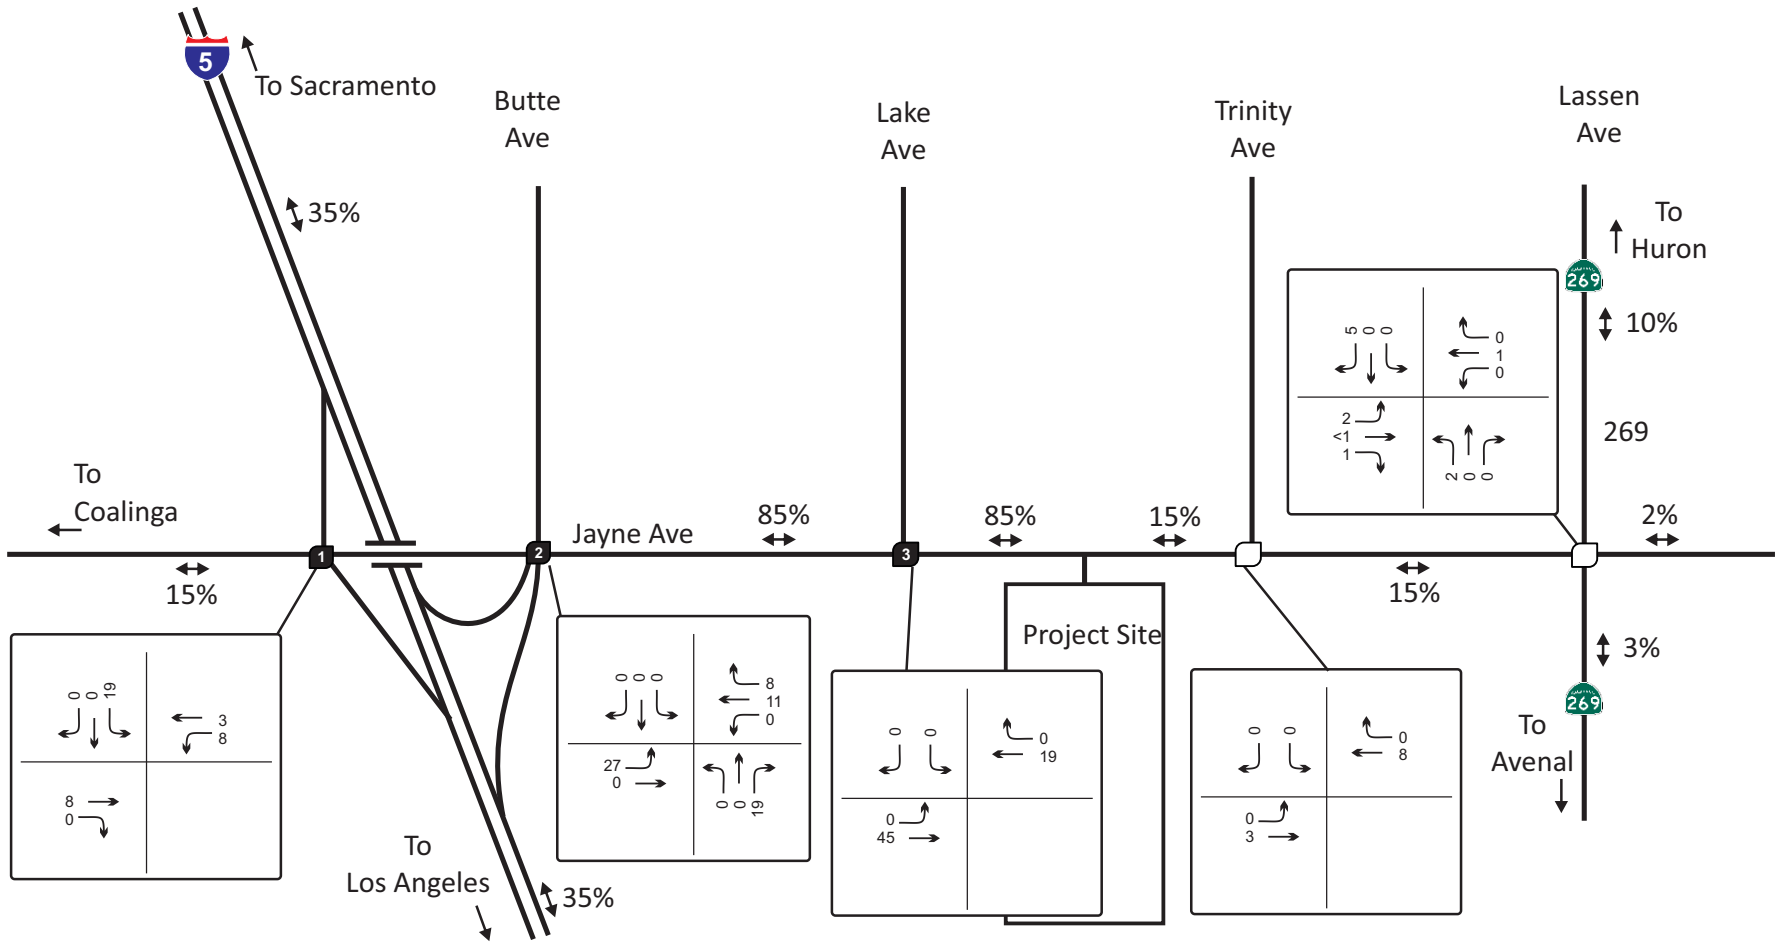 5
To Sacramento
35%
Butte
Ave
Lake
Ave
Trinity
Ave
Lassen
Ave
To
Huron
269
10%
269
To
Coalinga
15%
1
2
Jayne Ave
85%
3
85%
15%
15%
2%
3%
269
To
Avenal
Project Site
To
Los Angeles
35%
0 0 19
3
8
8
0
0 0 0
8
11
0
27
0
0 0 19
0 0
0
19
0
45
0 0
0
8
0
3
5 0 0
0
1
0
2
<1
1
2 0 0